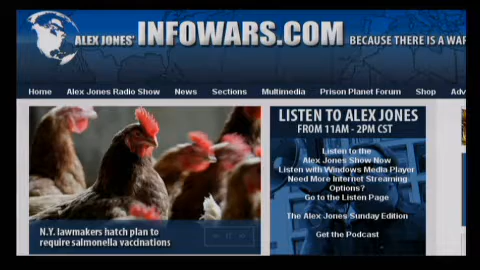 ALEX JONES' INFOWARS.COM BECAUSE THERE IS A WAR
Home Alex Jones Radio Show News Sections Multimedia Prison Planet Forum Shop Adv
LISTEN TO ALEX JONES
FROM 11AM - 2PM CST
Listen to the
Alex Jones Show Now
Listen with Windows Media Player
Need More Internet Streaming
Options?
Go to the Listen Page
The Alex Jones Sunday Edition
Get the Podcast
N.Y. lawmakers hatch plan to
require salmonella vaccinations